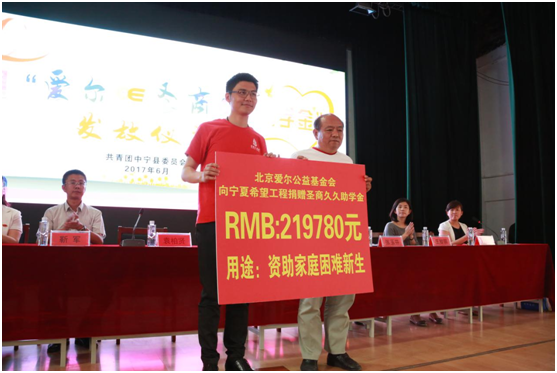 “爱尔
学金
发放仪
共青团中宁县委员会
2017年6月
北京爱尔公益基金会
向宁夏希望工程捐赠圣商久久助学金
RMB:219780元
用途：资助家庭困难新生